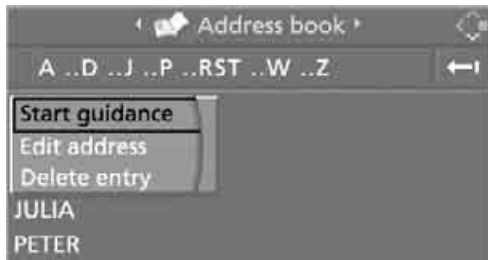 Address book
A ..D ..J ..P ..RST ..W ..Z
Start guidance
Edit address
Delete entry
JULIA
PETER